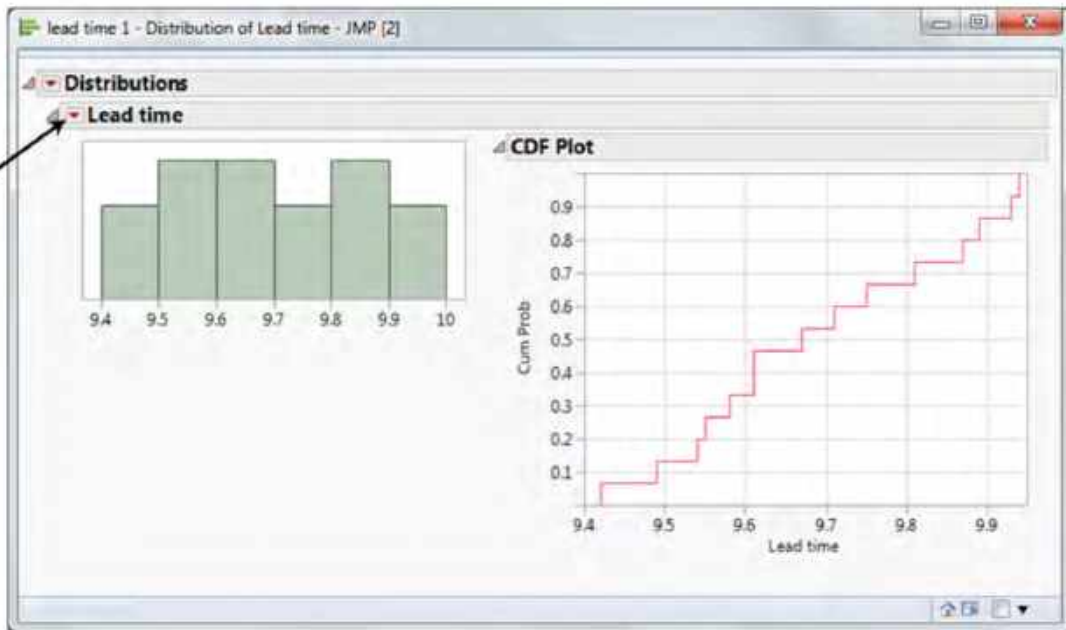 lead time 1 - Distribution of Lead time - JMP [2]
Distributions
Lead time
9.4 9.5 9.6 9.7 9.8 9.9 10
CDF Plot
Cum Prob
0.9
0.8
0.7
0.6
0.5
0.4
0.3
0.2
0.1
9.4 9.5 9.6 9.7 9.8 9.9
Lead time